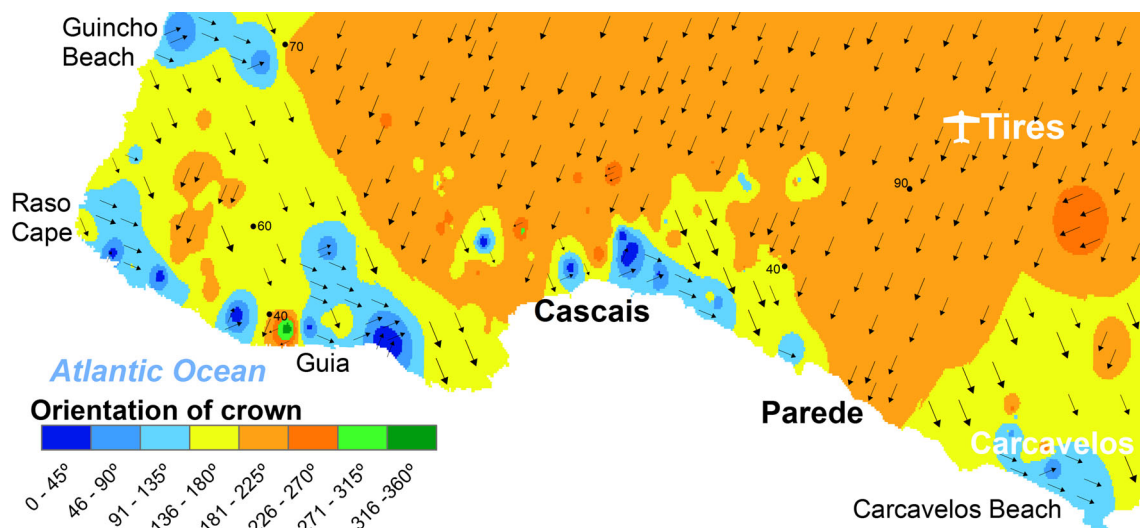 Guincho
Beach
70
Tires
90
Raso
Cape
60
40
40
Cascais
Guia
Atlantic Ocean
Orientation of crown
Parede
Carcavelos
Carcavelos Beach
0 - 45º
46 - 90º
91 - 135º
136 - 180º
181 - 225º
226 - 270º
271 - 315º
316 -360º